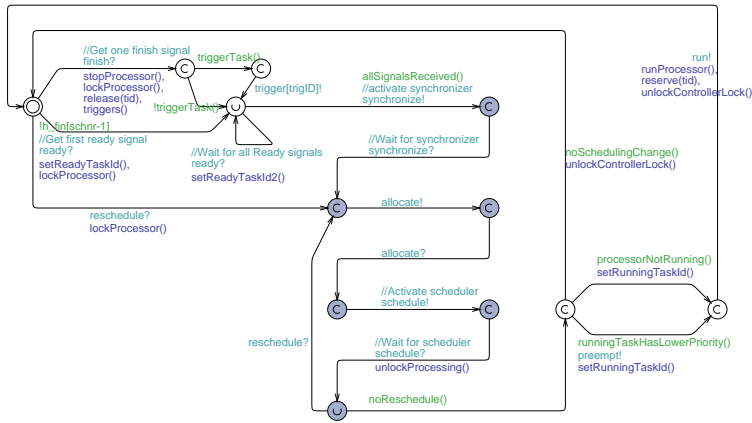 //Get one finish signal
finish?
stopProcessor(),
lockProcessor(),
release(tid),
triggers()
C
triggerTask()
C
trigger[trigID]!
!triggerTask()
U
allSignalsReceived()
//activate synchronizer
synchronize!
C
run!
runProcessor(),
reserve(tid),
unlockControllerLock()
!h_fin[schnr-1]
//Get first ready signal
ready?
setReadyTaskId(),
lockProcessor()
//Wait for all Ready signals
ready?
setReadyTaskId2()
//Wait for synchronizer
synchronize?
noSchedulingChange()
unlockControllerLock()
reschedule?
lockProcessor()
C
allocate!
C
allocate?
C
//Activate scheduler
schedule!
C
processorNotRunning()
setRunningTaskId()
C
C
reschedule?
//Wait for scheduler
schedule?
unlockProcessing()
runningTaskHasLowerPriority()
preempt!
setRunningTaskId()
U
noReschedule()